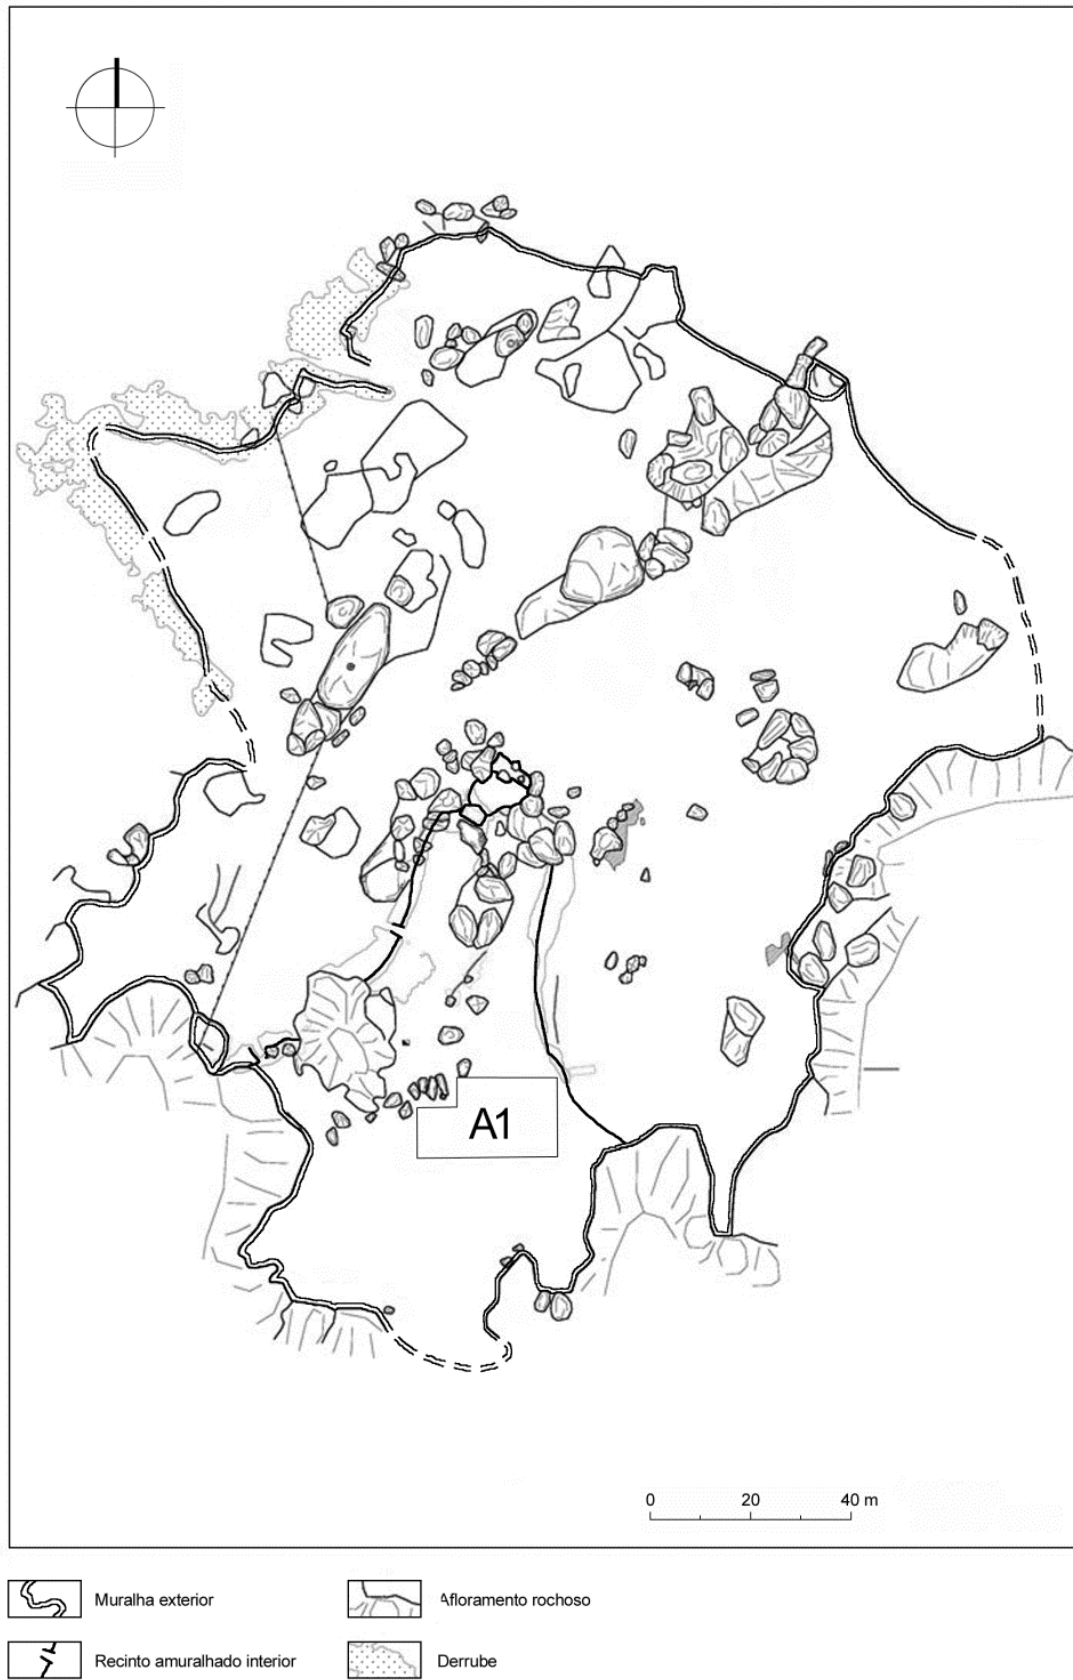 A1
0 20 40 m
Muralha exterior
Afloramento rochoso
Recinto amuralhado interior
Derrube